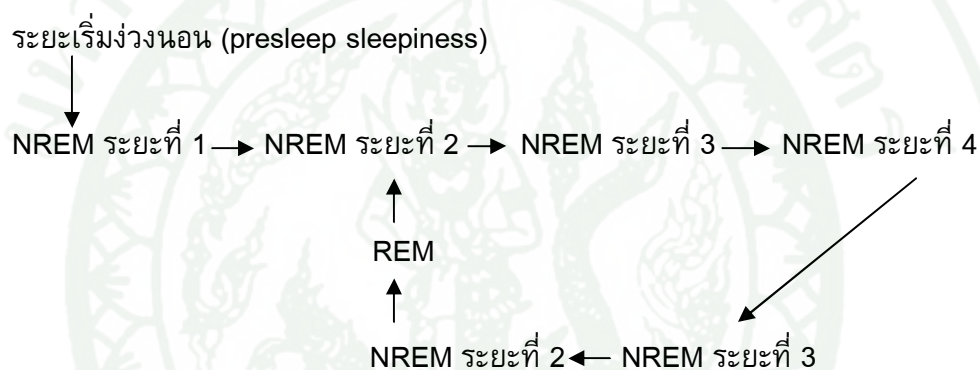 ระยะเริ่มง่วงนอน (presleep sleepiness)
NREM ระยะที่ 1 NREM ระยะที่ 2 NREM ระยะที่ 3 NREM ระยะที่ 4
REM
NREM ระยะที่ 2 NREM ระยะที่ 3